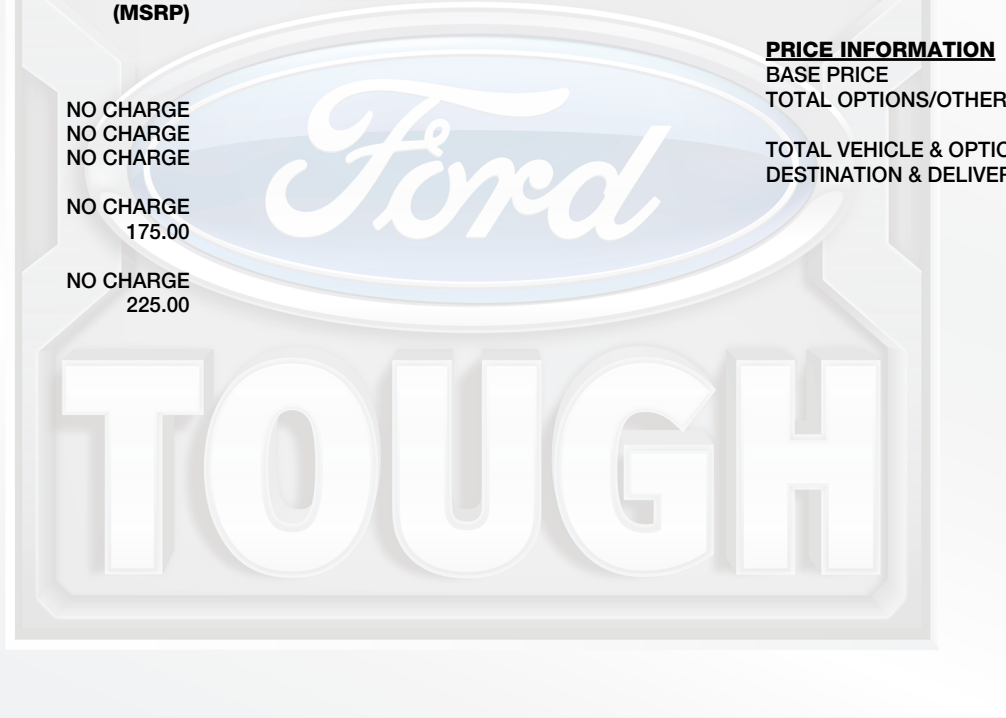 (MSRP)
NO CHARGE
NO CHARGE
NO CHARGE
NO CHARGE
175.00
NO CHARGE
225.00
PRICE INFORMATION
BASE PRICE
TOTAL OPTIONS/OTHER
TOTAL VEHICLE & OPTIO
DESTINATION & DELIVER
Ford
TOUGH